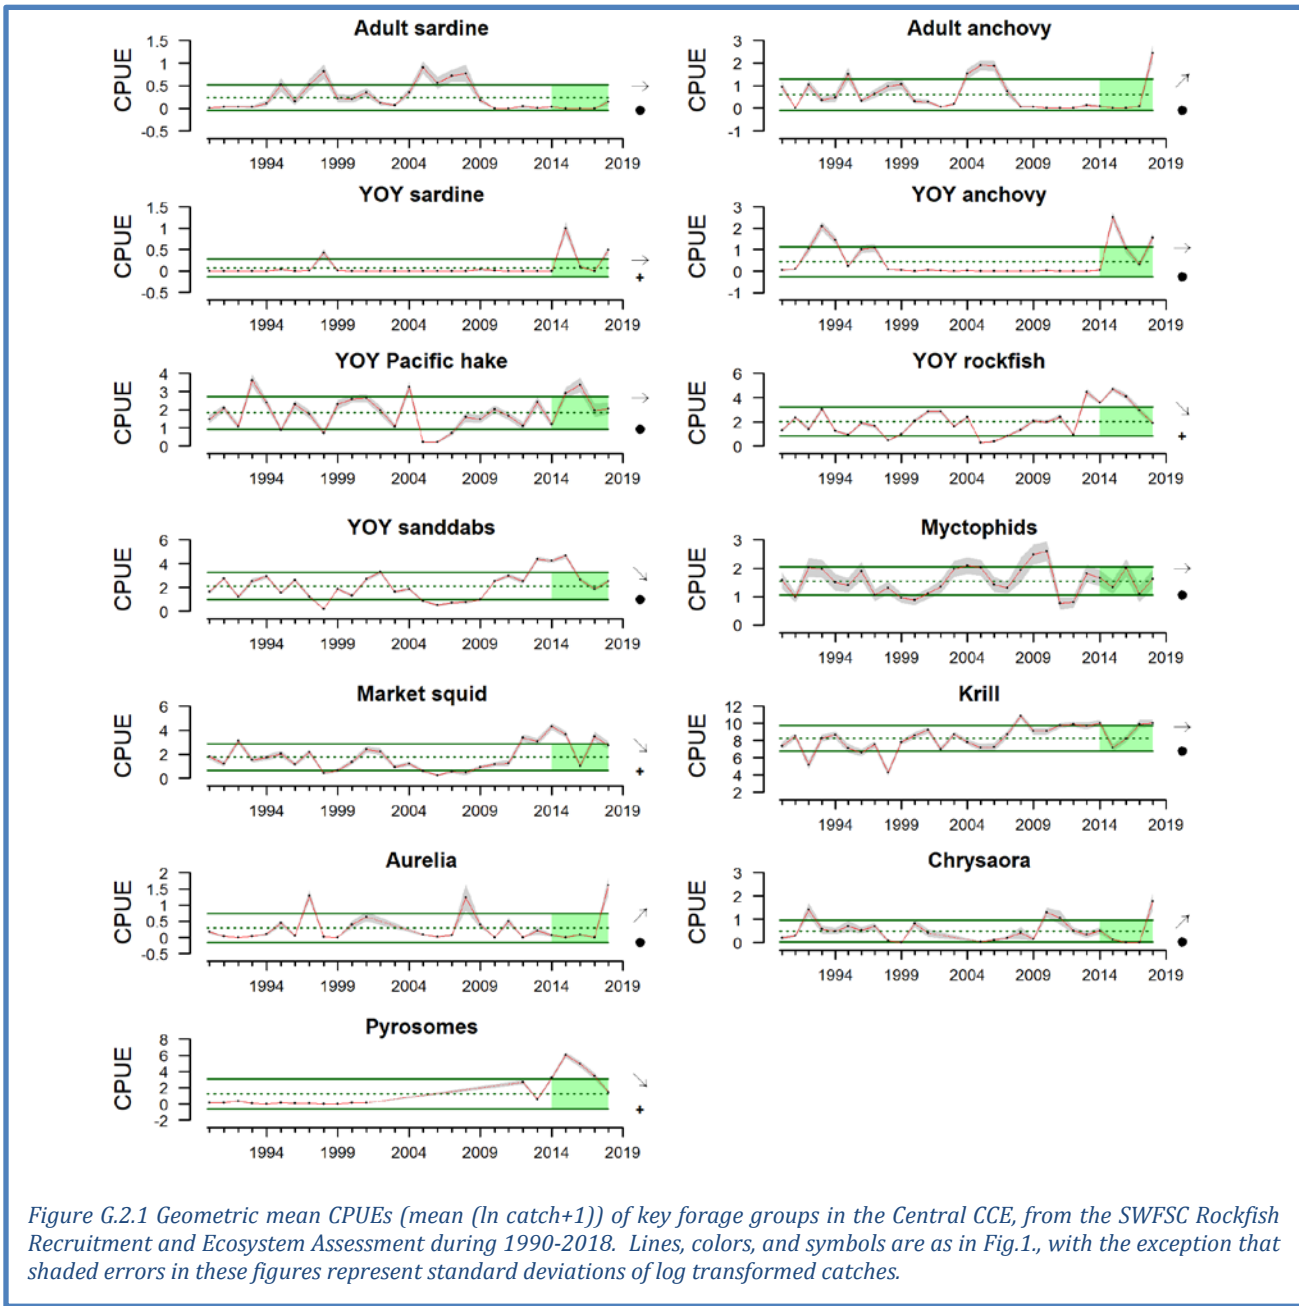 Adult sardine
CPUE
1.5
1
0.5
0
-0.5
1994 1999 2004 2009 2014 2019
→
●
Adult anchovy
CPUE
3
2
1
0
-1
1994 1999 2004 2009 2014 2019
↗
●
YOY sardine
CPUE
1.5
1
0.5
0
-0.5
1994 1999 2004 2009 2014 2019
→
+
YOY anchovy
CPUE
3
2
1
0
-1
1994 1999 2004 2009 2014 2019
→
●
YOY Pacific hake
CPUE
4
3
2
1
0
1994 1999 2004 2009 2014 2019
→
●
YOY rockfish
CPUE
6
4
2
0
1994 1999 2004 2009 2014 2019
↘
+
YOY sanddabs
CPUE
6
4
2
0
1994 1999 2004 2009 2014 2019
↘
●
Myctophids
CPUE
3
2
1
0
1994 1999 2004 2009 2014 2019
→
●
Market squid
CPUE
6
4
2
0
1994 1999 2004 2009 2014 2019
↘
+
Krill
CPUE
12
10
8
6
4
2
1994 1999 2004 2009 2014 2019
→
●
Aurelia
CPUE
2
1.5
1
0.5
0
-0.5
1994 1999 2004 2009 2014 2019
↗
●
Chrysaora
CPUE
3
2
1
0
1994 1999 2004 2009 2014 2019
↗
●
Pyrosomes
CPUE
8
6
4
2
0
-2
1994 1999 2004 2009 2014 2019
↘
+
Figure G.2.1 Geometric mean CPUEs (mean (ln catch+1)) of key forage groups in the Central CCE, from the SWFSC Rockfish
Recruitment and Ecosystem Assessment during 1990-2018. Lines, colors, and symbols are as in Fig.1., with the exception that
shaded errors in these figures represent standard deviations of log transformed catches.